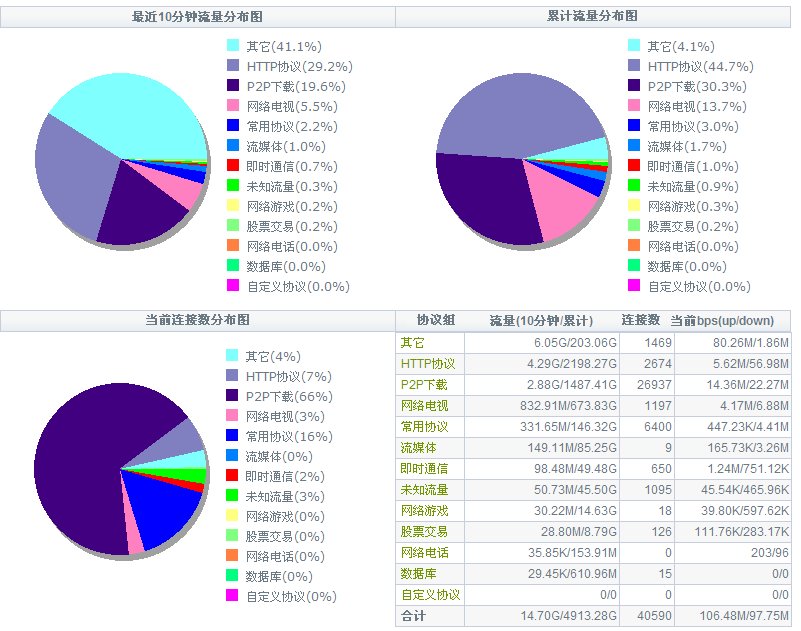 最近10分钟流量分布图
其它(41.1%)
HTTP协议(29.2%)
P2P下载(19.6%)
网络电视(5.5%)
常用协议(2.2%)
流媒体(1.0%)
即时通信(0.7%)
未知流量(0.3%)
网络游戏(0.2%)
股票交易(0.2%)
网络电话(0.0%)
数据库(0.0%)
自定义协议(0.0%)
累计流量分布图
其它(4.1%)
HTTP协议(44.7%)
P2P下载(30.3%)
网络电视(13.7%)
常用协议(3.0%)
流媒体(1.7%)
即时通信(1.0%)
未知流量(0.9%)
网络游戏(0.3%)
股票交易(0.2%)
网络电话(0.0%)
数据库(0.0%)
自定义协议(0.0%)
当前连接数分布图
其它(4%)
HTTP协议(7%)
P2P下载(66%)
网络电视(3%)
常用协议(16%)
流媒体(0%)
即时通信(2%)
未知流量(3%)
网络游戏(0%)
股票交易(0%)
网络电话(0%)
数据库(0%)
自定义协议(0%)
协议组 流量(10分钟/累计) 连接数 当前bps(up/down)
其它 6.05G/203.06G 1469 80.26M/1.86M
HTTP协议 4.29G/2198.27G 2674 5.62M/56.98M
P2P下载 2.88G/1487.41G 26937 14.36M/22.27M
网络电视 832.91M/673.83G 1197 4.17M/6.88M
常用协议 331.65M/146.32G 6400 447.23K/4.41M
流媒体 149.11M/85.25G 9 165.73K/3.26M
即时通信 98.48M/49.48G 650 1.24M/751.12K
未知流量 50.73M/45.50G 1095 45.54K/465.96K
网络游戏 30.22M/14.63G 18 39.80K/597.62K
股票交易 28.80M/8.79G 126 111.76K/283.17K
网络电话 35.85K/153.91M 0 203/96
数据库 29.45K/610.96M 15 0/0
自定义协议 0/0 0 0/0
合计 14.70G/4913.28G 40590 106.48M/97.75M